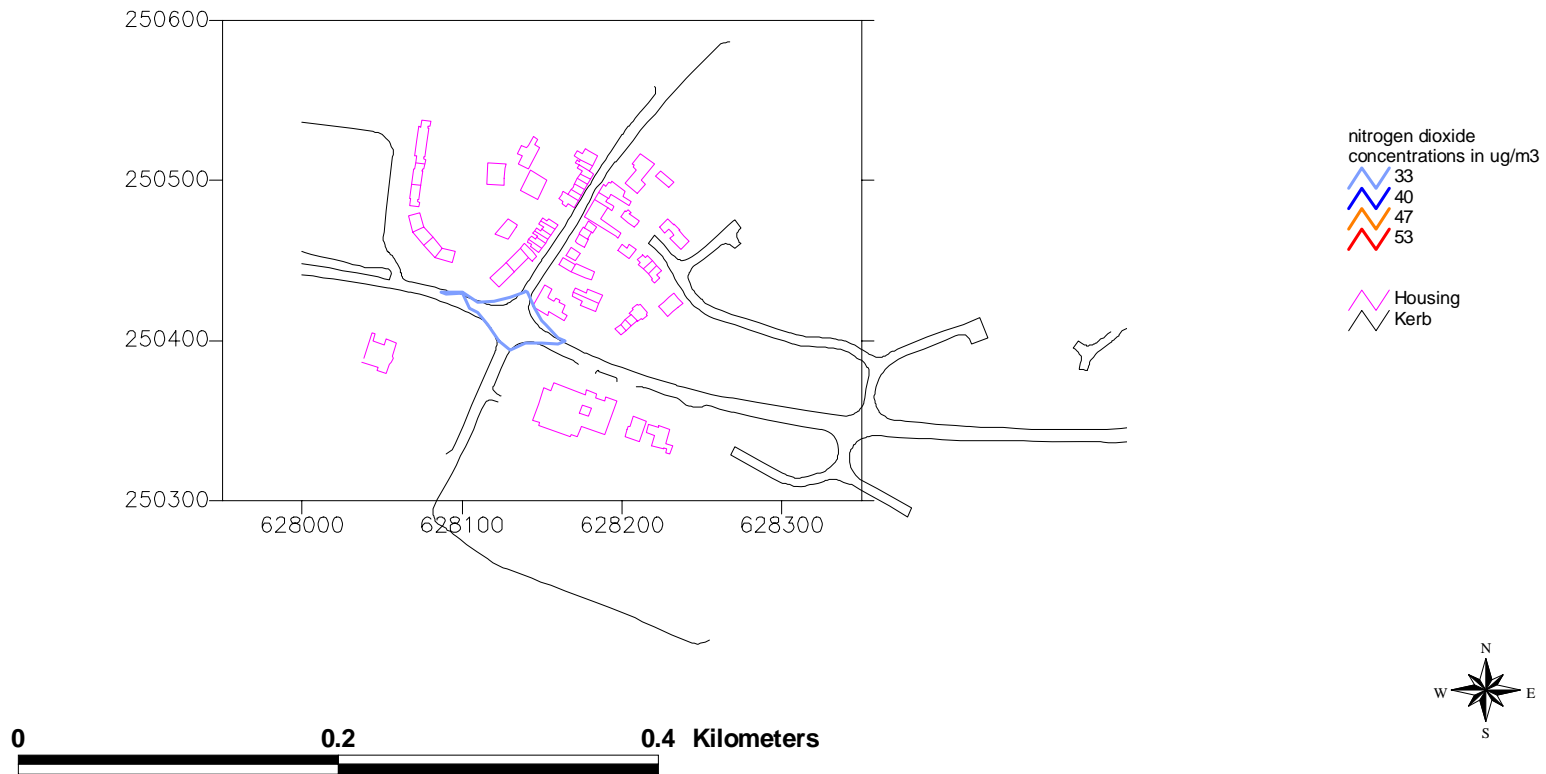 250600
250500
250400
250300
628000 628100 628200 628300
nitrogen dioxide
concentrations in ug/m3
33
40
47
53
Housing
Kerb
N
W E
S
0 0.2 0.4 Kilometers